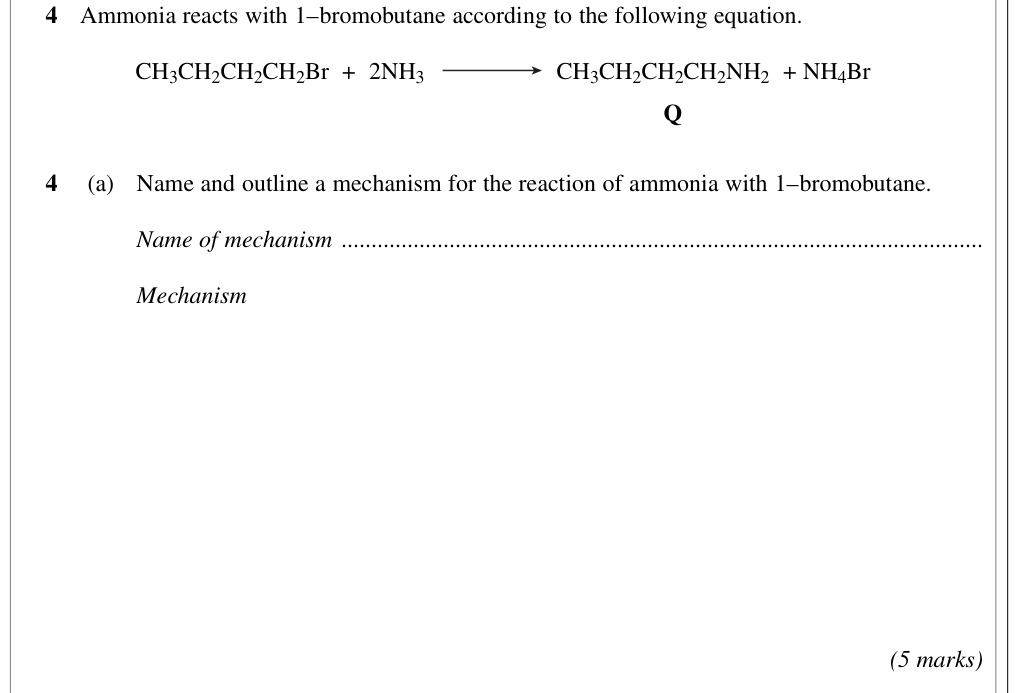 4 Ammonia reacts with 1–bromobutane according to the following equation.
CH₃CH₂CH₂CH₂Br + 2NH₃ ⟶ CH₃CH₂CH₂CH₂NH₂ + NH₄Br
Q
4 (a) Name and outline a mechanism for the reaction of ammonia with 1–bromobutane.
Name of mechanism ............................................................................................................
Mechanism
(5 marks)